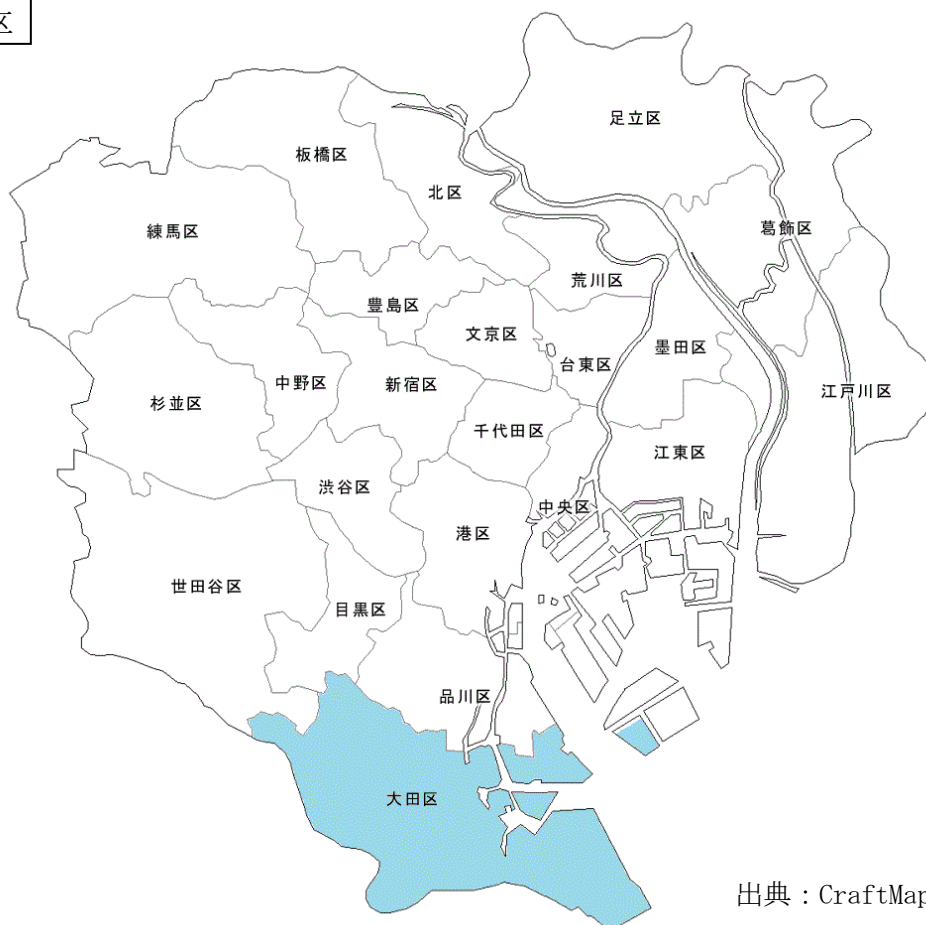 区
足立区
板橋区
北区
練馬区
葛飾区
荒川区
豊島区
文京区
墨田区
台東区
中野区
新宿区
江戸川区
杉並区
千代田区
江東区
渋谷区
中央区
港区
世田谷区
目黒区
品川区
大田区
出典：CraftMap